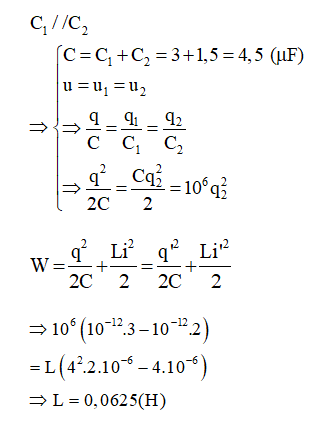 C₁//C₂
⇒ { C = C₁ + C₂ = 3 + 1,5 = 4,5 (μF)
u = u₁ = u₂
⇒ q/C = q₁/C₁ = q₂/C₂
⇒ q²/2C = Cq₂²/2 = 10⁶q₂²
W = q²/2C + Li²/2 = q'²/2C + Li'²/2
⇒ 10⁶(10⁻¹².3 − 10⁻¹².2)
= L(4².2.10⁻⁶ − 4.10⁻⁶)
⇒ L = 0,0625(H)